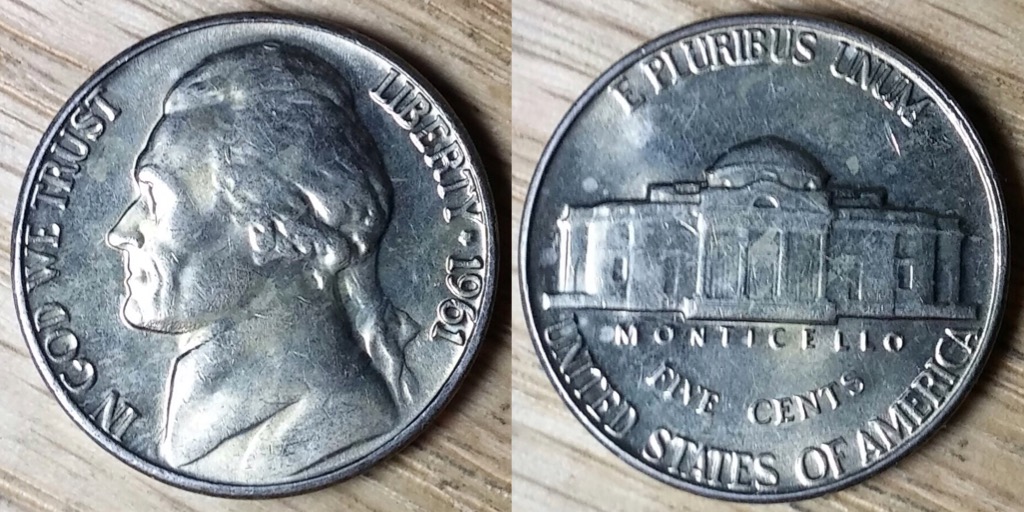 IN GOD WE TRUST
LIBERTY · 1961
E PLURIBUS UNUM
MONTICELLO
FIVE CENTS
UNITED STATES OF AMERICA